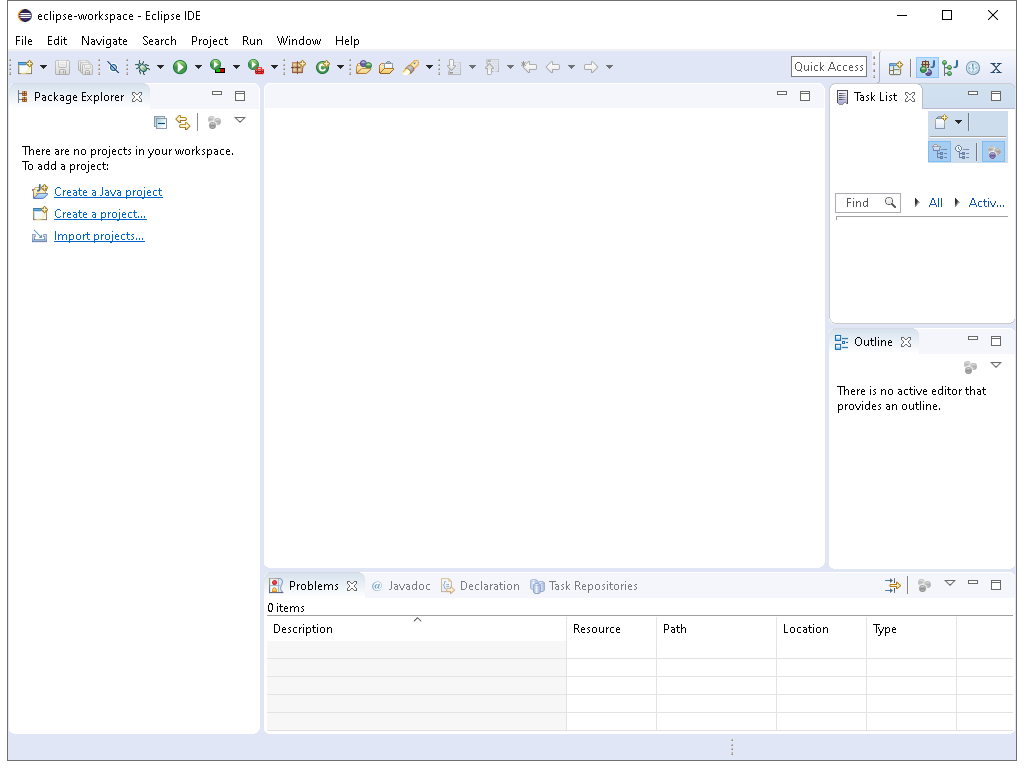 eclipse-workspace - Eclipse IDE
File Edit Navigate Search Project Run Window Help
Quick Access
Package Explorer
There are no projects in your workspace.
To add a project:
Create a Java project
Create a project...
Import projects...
Task List
Find All Activ...
Outline
There is no active editor that
provides an outline.
Problems @ Javadoc Declaration Task Repositories
0 items
Description Resource Path Location Type